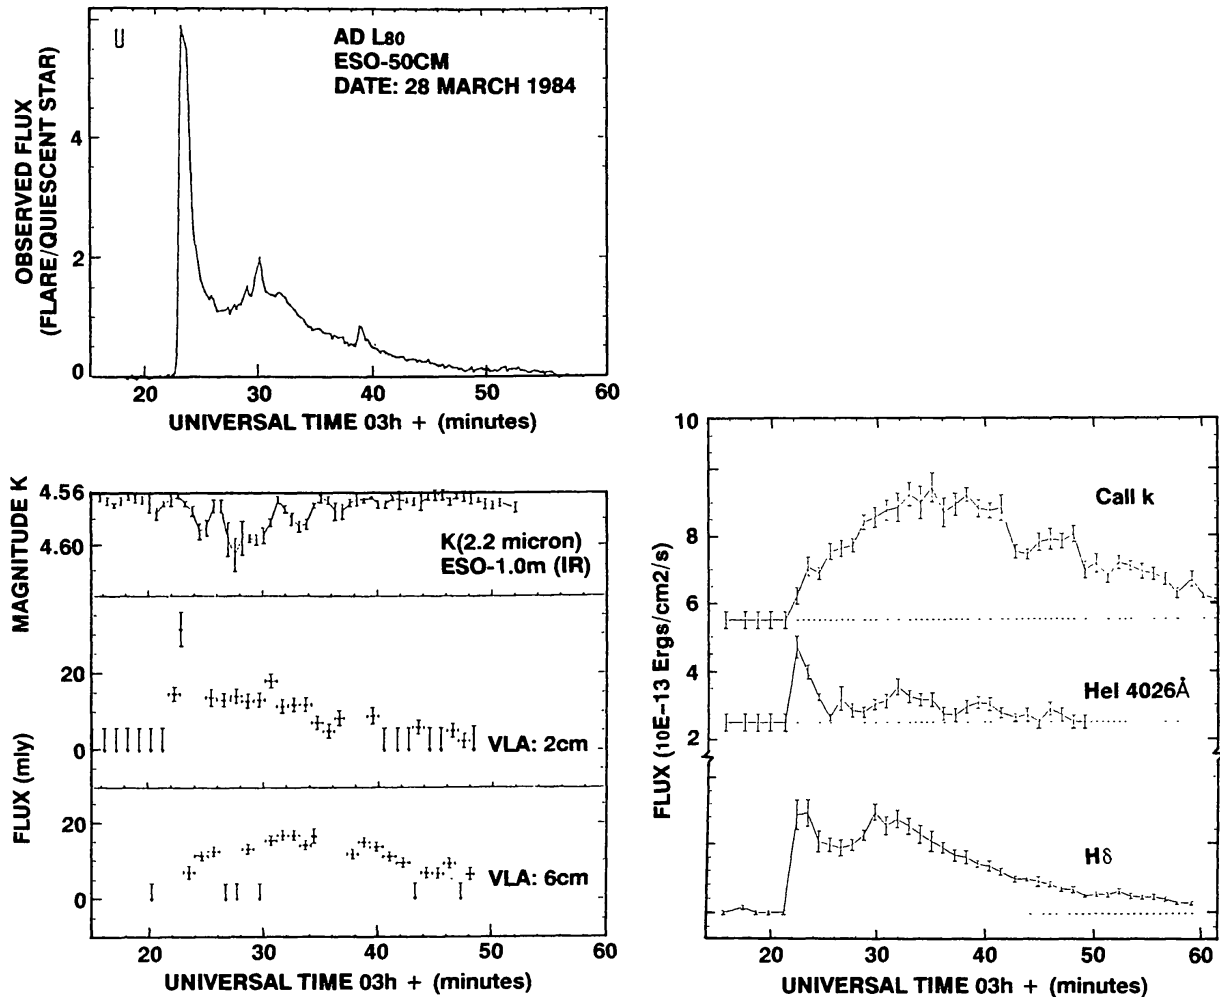 U
AD L80
ESO-50CM
DATE: 28 MARCH 1984
OBSERVED FLUX
(FLARE/QUIESCENT STAR)
4
2
0
20 30 40 50 60
UNIVERSAL TIME 03h + (minutes)
MAGNITUDE K
4.56
4.60
K(2.2 micron)
ESO-1.0m (IR)
FLUX (mly)
20
0
VLA: 2cm
20
0
VLA: 6cm
20 30 40 50 60
UNIVERSAL TIME 03h + (minutes)
FLUX (10E-13 Ergs/cm2/s)
10
8
6
4
2
CaII k
HeI 4026Å
Hδ
20 30 40 50 60
UNIVERSAL TIME 03h + (minutes)